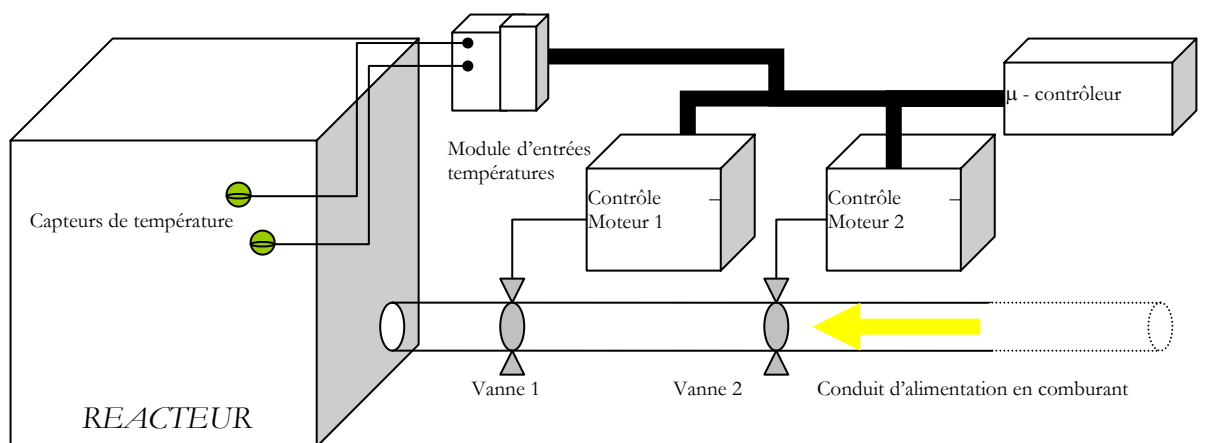 µ - contrôleur
Module d'entrées
températures
Contrôle
Moteur 1
Contrôle
Moteur 2
Capteurs de température
Vanne 1
Vanne 2
Conduit d'alimentation en comburant
REACTEUR